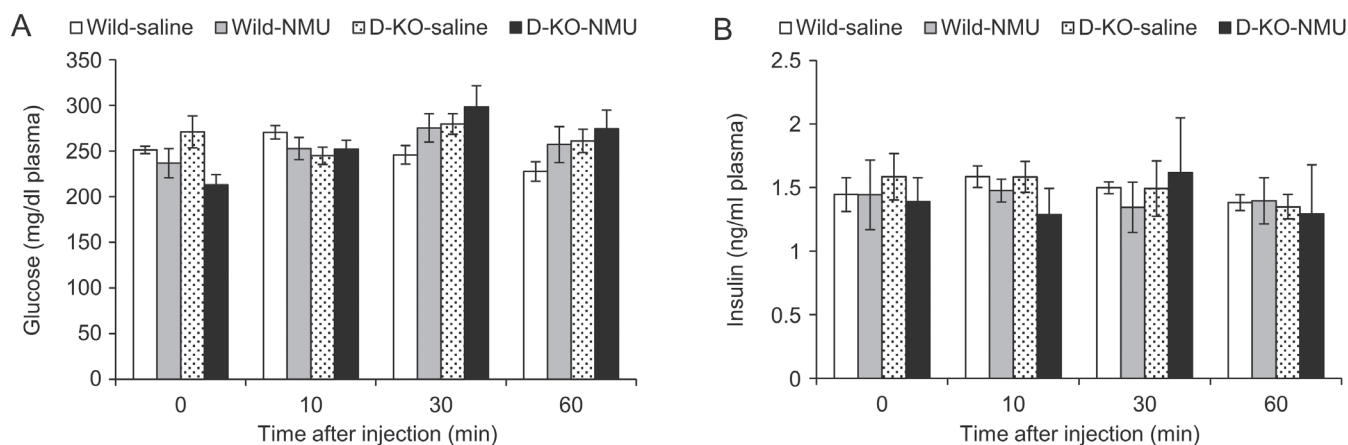 A
Wild-saline Wild-NMU D-KO-saline D-KO-NMU
Glucose (mg/dl plasma)
350
300
250
200
150
100
50
0
0 10 30 60
Time after injection (min)
B
Wild-saline Wild-NMU D-KO-saline D-KO-NMU
Insulin (ng/ml plasma)
2.5
2
1.5
1
0.5
0
0 10 30 60
Time after injection (min)